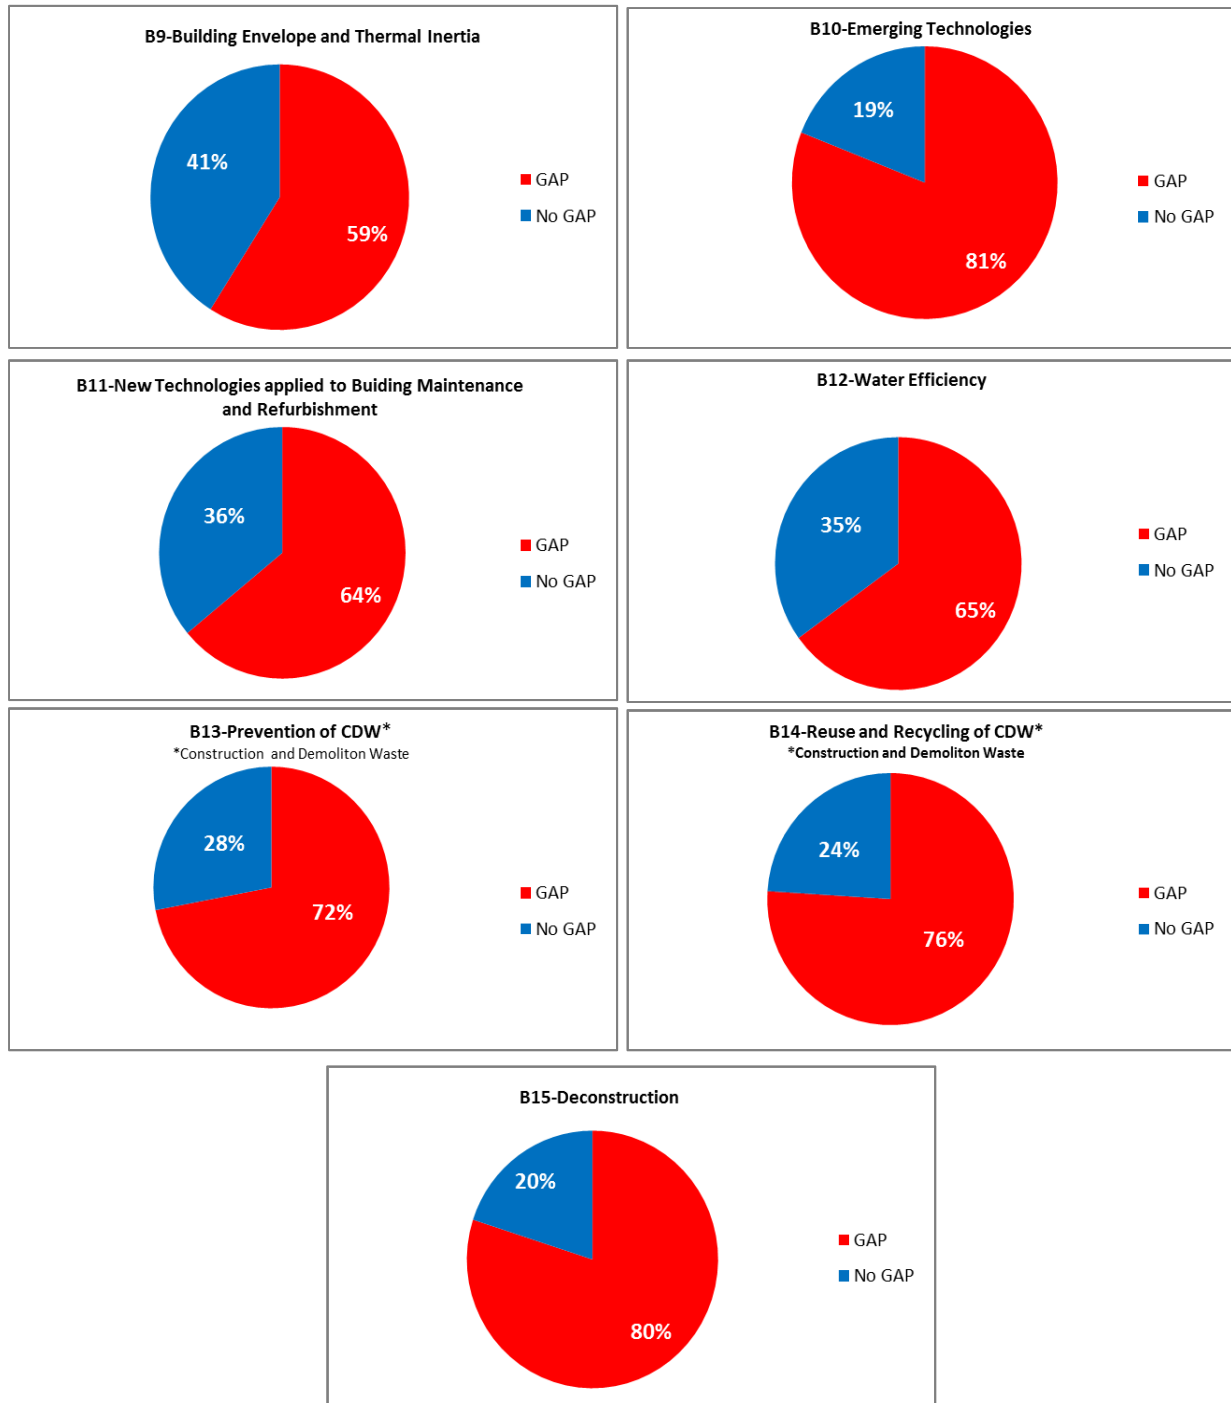 B9-Building Envelope and Thermal Inertia
41%
59%
GAP
No GAP
B10-Emerging Technologies
19%
81%
GAP
No GAP
B11-New Technologies applied to Buiding Maintenance
and Refurbishment
36%
64%
GAP
No GAP
B12-Water Efficiency
35%
65%
GAP
No GAP
B13-Prevention of CDW*
*Construction and Demoliton Waste
28%
72%
GAP
No GAP
B14-Reuse and Recycling of CDW*
*Construction and Demoliton Waste
24%
76%
GAP
No GAP
B15-Deconstruction
20%
80%
GAP
No GAP